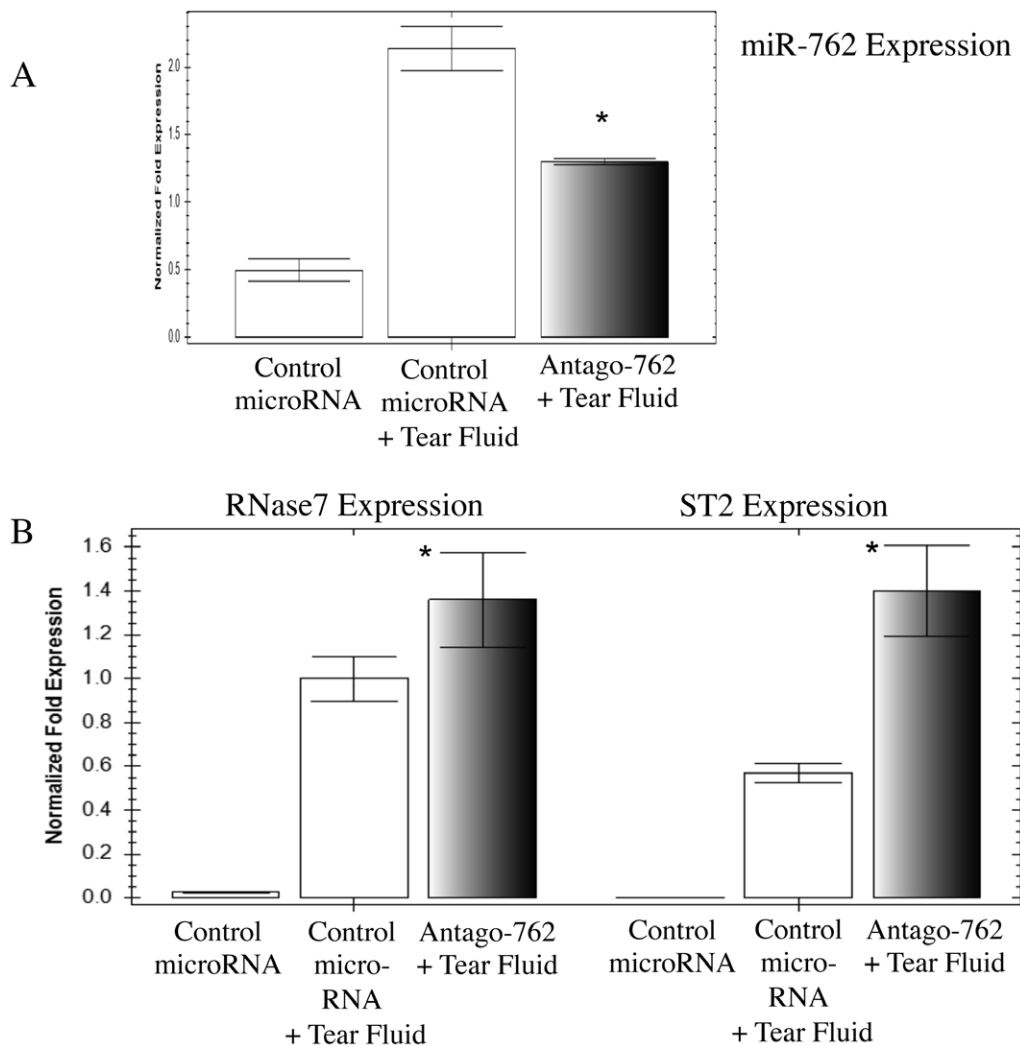 A
miR-762 Expression
Normalized Fold Expression
2.0
1.5
1.0
0.5
0.0
*
Control
microRNA
Control
microRNA
+ Tear Fluid
Antago-762
+ Tear Fluid
B
RNase7 Expression
ST2 Expression
Normalized Fold Expression
1.6
1.4
1.2
1.0
0.8
0.6
0.4
0.2
0.0
*
*
Control
microRNA
Control
micro-
RNA
+ Tear Fluid
Antago-762
+ Tear Fluid
Control
microRNA
Control
micro-
RNA
+ Tear Fluid
Antago-762
+ Tear Fluid